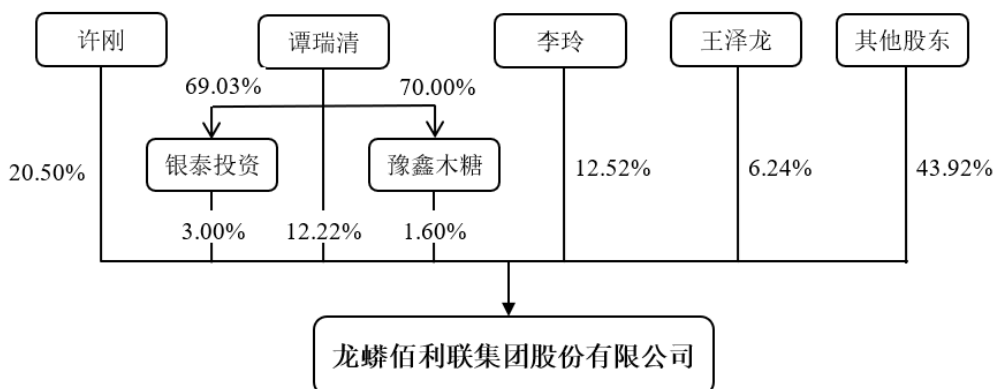 许刚
谭瑞清
李玲
王泽龙
其他股东
69.03%
70.00%
银泰投资
豫鑫木糖
20.50%
12.52%
6.24%
43.92%
3.00%
12.22%
1.60%
龙蟒佰利联集团股份有限公司